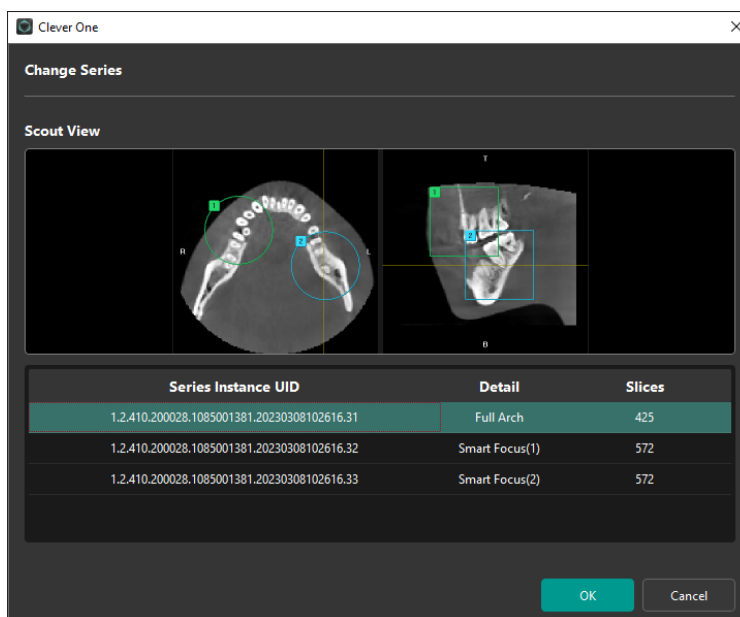 Clever One
Change Series
Scout View
1
2
R
L
T
1
2
B
Series Instance UID Detail Slices
1.2.410.200028.1085001381.20230308102616.31 Full Arch 425
1.2.410.200028.1085001381.20230308102616.32 Smart Focus(1) 572
1.2.410.200028.1085001381.20230308102616.33 Smart Focus(2) 572
OK Cancel